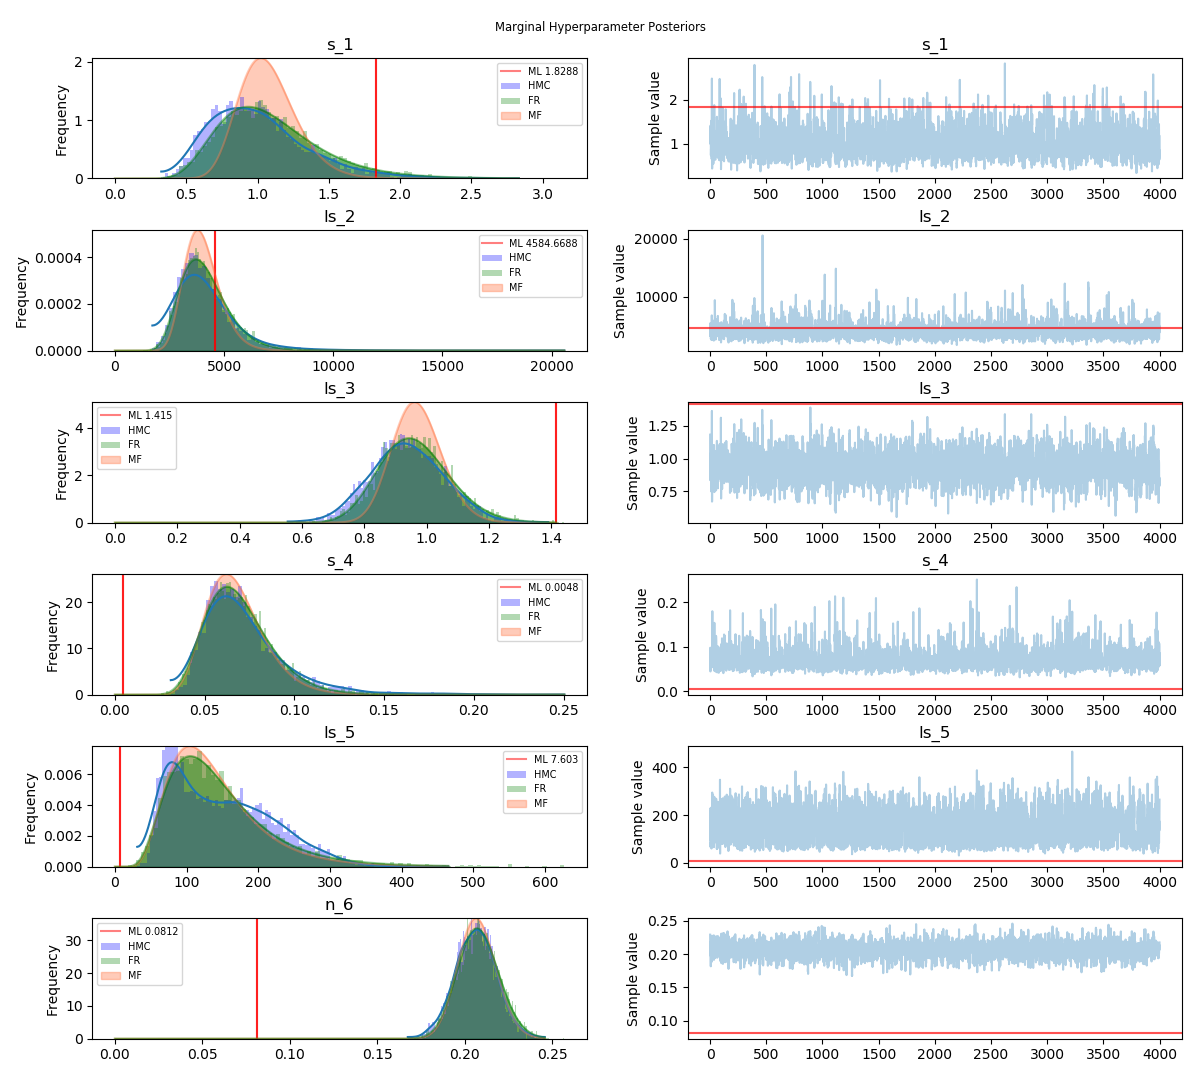 Marginal Hyperparameter Posteriors
s_1
Frequency
2
1
0
0.0 0.5 1.0 1.5 2.0 2.5 3.0
ML 1.8288
HMC
FR
MF
s_1
Sample value
2
1
0 500 1000 1500 2000 2500 3000 3500 4000
ls_2
Frequency
0.0004
0.0002
0.0000
0 5000 10000 15000 20000
ML 4584.6688
HMC
FR
MF
ls_2
Sample value
20000
10000
0 500 1000 1500 2000 2500 3000 3500 4000
ls_3
Frequency
4
2
0
0.0 0.2 0.4 0.6 0.8 1.0 1.2 1.4
ML 1.415
HMC
FR
MF
ls_3
Sample value
1.25
1.00
0.75
0 500 1000 1500 2000 2500 3000 3500 4000
s_4
Frequency
20
10
0
0.00 0.05 0.10 0.15 0.20 0.25
ML 0.0048
HMC
FR
MF
s_4
Sample value
0.2
0.1
0.0
0 500 1000 1500 2000 2500 3000 3500 4000
ls_5
Frequency
0.006
0.004
0.002
0.000
0 100 200 300 400 500 600
ML 7.603
HMC
FR
MF
ls_5
Sample value
400
200
0
0 500 1000 1500 2000 2500 3000 3500 4000
n_6
Frequency
30
20
10
0
0.00 0.05 0.10 0.15 0.20 0.25
ML 0.0812
HMC
FR
MF
Sample value
0.25
0.20
0.15
0.10
0 500 1000 1500 2000 2500 3000 3500 4000